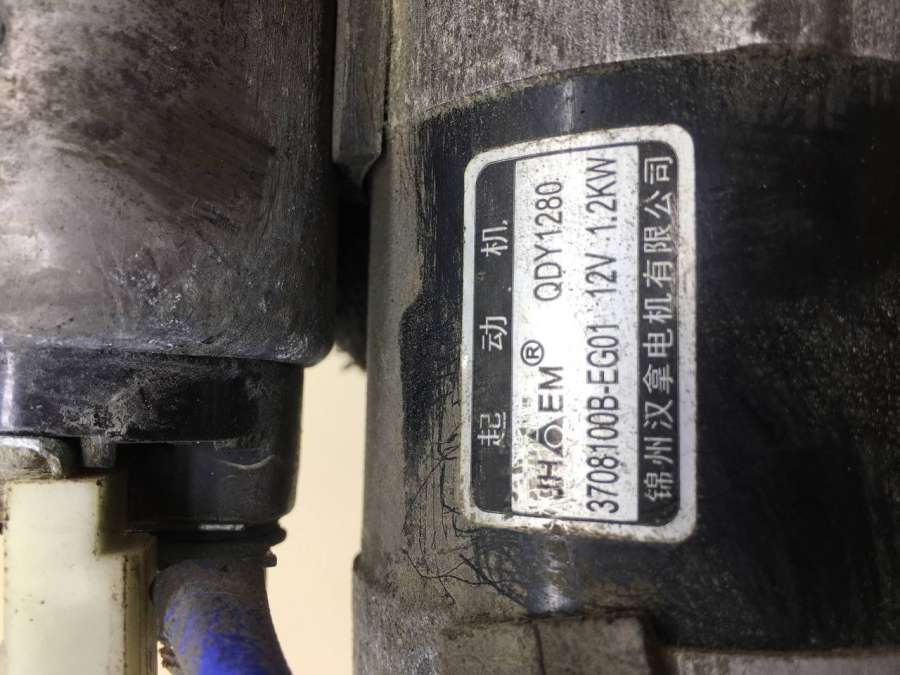 起动机
JHAEM® QDY1280
3708100B-EG01 12V 1.2KW
锦州汉拿电机有限公司